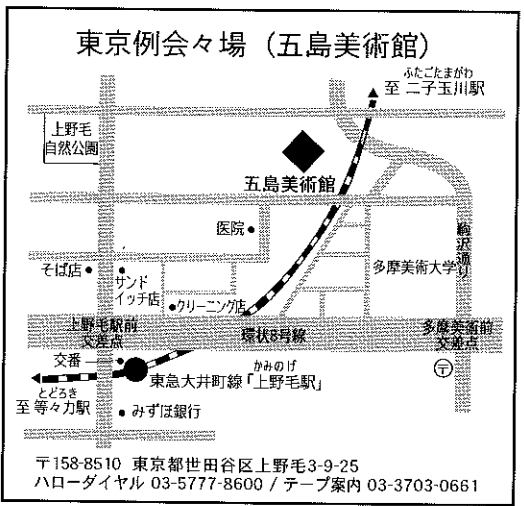 東京例会々場（五島美術館）
ふたごたまがわ
至 二子玉川駅
上野毛
自然公園
五島美術館
医院
駒沢通り
そば店
サンド
イッチ店
多摩美術大学
クリーニング店
上野毛駅前
交差点
環状8号線
多摩美術前
交差点
交番
かみのげ
東急大井町線「上野毛駅」
〒
とどろき
至 等々力駅
みずほ銀行
〒158-8510 東京都世田谷区上野毛3-9-25
ハローダイヤル 03-5777-8600 / テープ案内 03-3703-0661